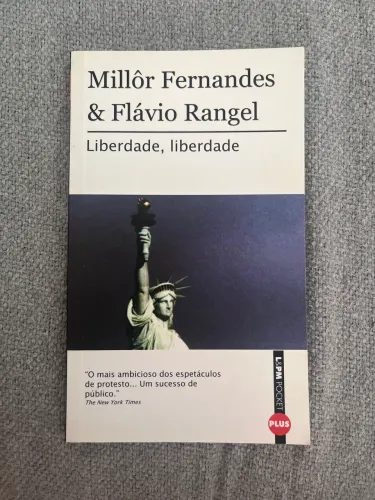 Millôr Fernandes
& Flávio Rangel
Liberdade, liberdade
"O mais ambicioso dos espetáculos
de protesto... Um sucesso de
público."
The New York Times
L&PM POCKET
PLUS